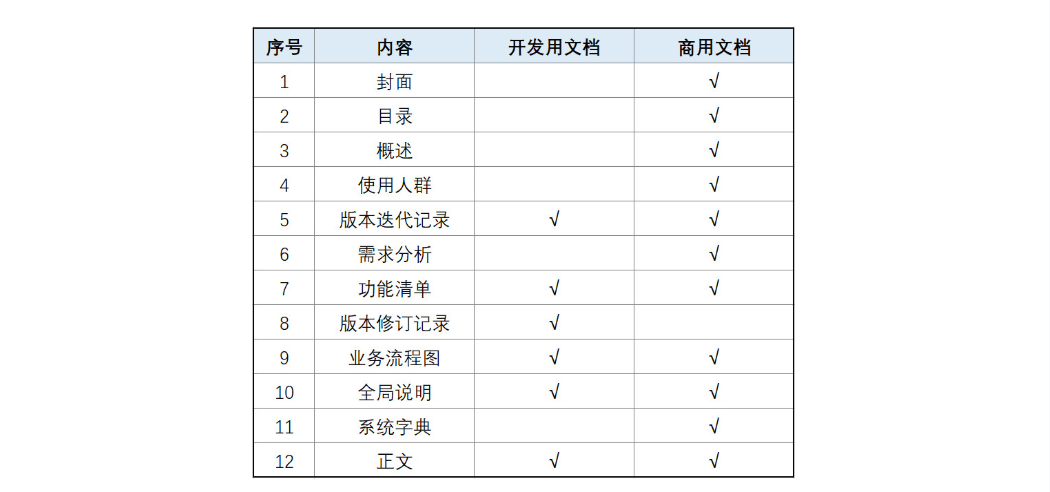 序号 内容 开发用文档 商用文档
1 封面 √
2 目录 √
3 概述 √
4 使用人群 √
5 版本迭代记录 √ √
6 需求分析 √
7 功能清单 √ √
8 版本修订记录 √
9 业务流程图 √ √
10 全局说明 √ √
11 系统字典 √
12 正文 √ √